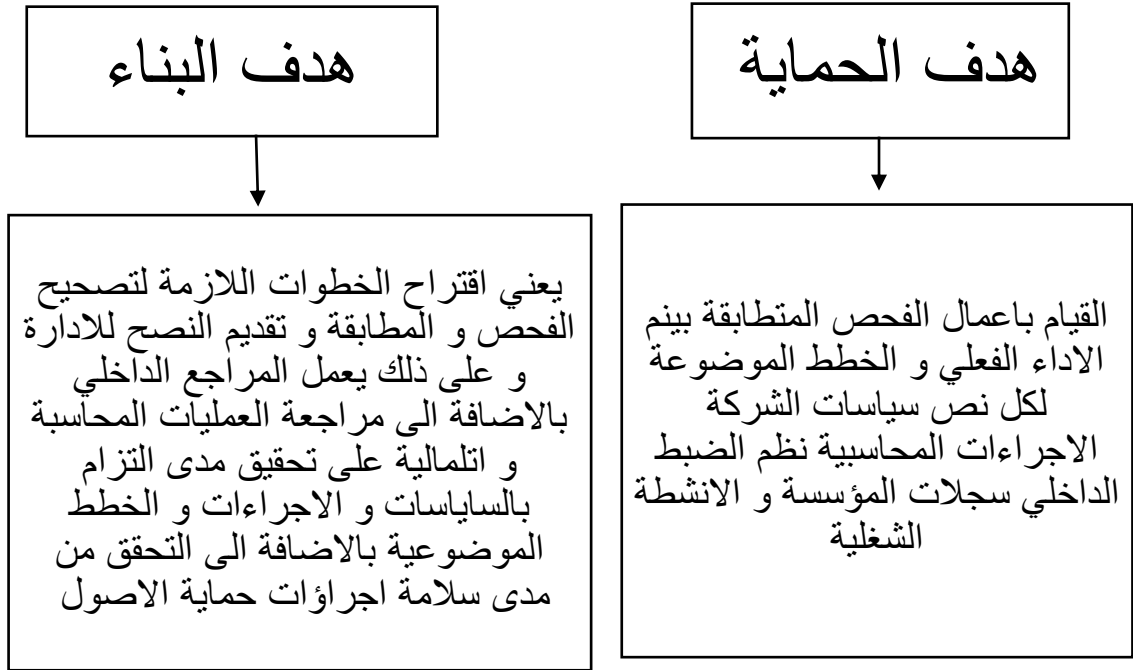 هدف الحماية
هدف البناء
القيام باعمال الفحص المتطابقة بينم
الاداء الفعلي و الخطط الموضوعة
لكل نص سياسات الشركة
الاجراءات المحاسبية نظم الضبط
الداخلي سجلات المؤسسة و الانشطة
الشغلية
يعني اقتراح الخطوات اللازمة لتصحيح
الفحص و المطابقة و تقديم النصح للادارة
و على ذلك يعمل المراجع الداخلي
بالاضافة الى مراجعة العمليات المحاسبة
و اتلمالية على تحقيق مدى التزام
بالساياسات و الاجراءات و الخطط
الموضوعية بالاضافة الى التحقق من
مدى سلامة اجراؤات حماية الاصول